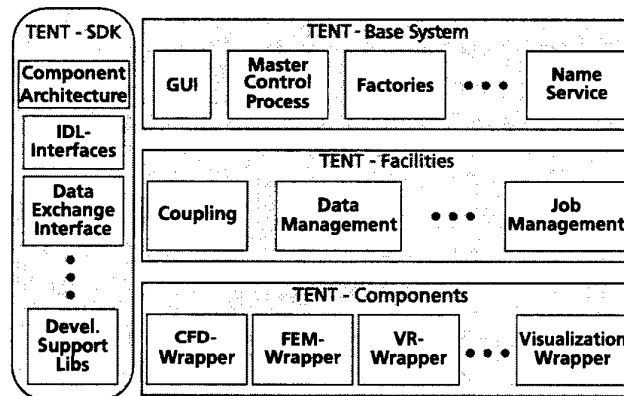 TENT - SDK
Component
Architecture
IDL-
Interfaces
Data
Exchange
Interface
Devel.
Support
Libs
TENT - Base System
GUI
Master
Control
Process
Factories
Name
Service
TENT - Facilities
Coupling
Data
Management
Job
Management
TENT - Components
CFD-
Wrapper
FEM-
Wrapper
VR-
Wrapper
Visualization
Wrapper